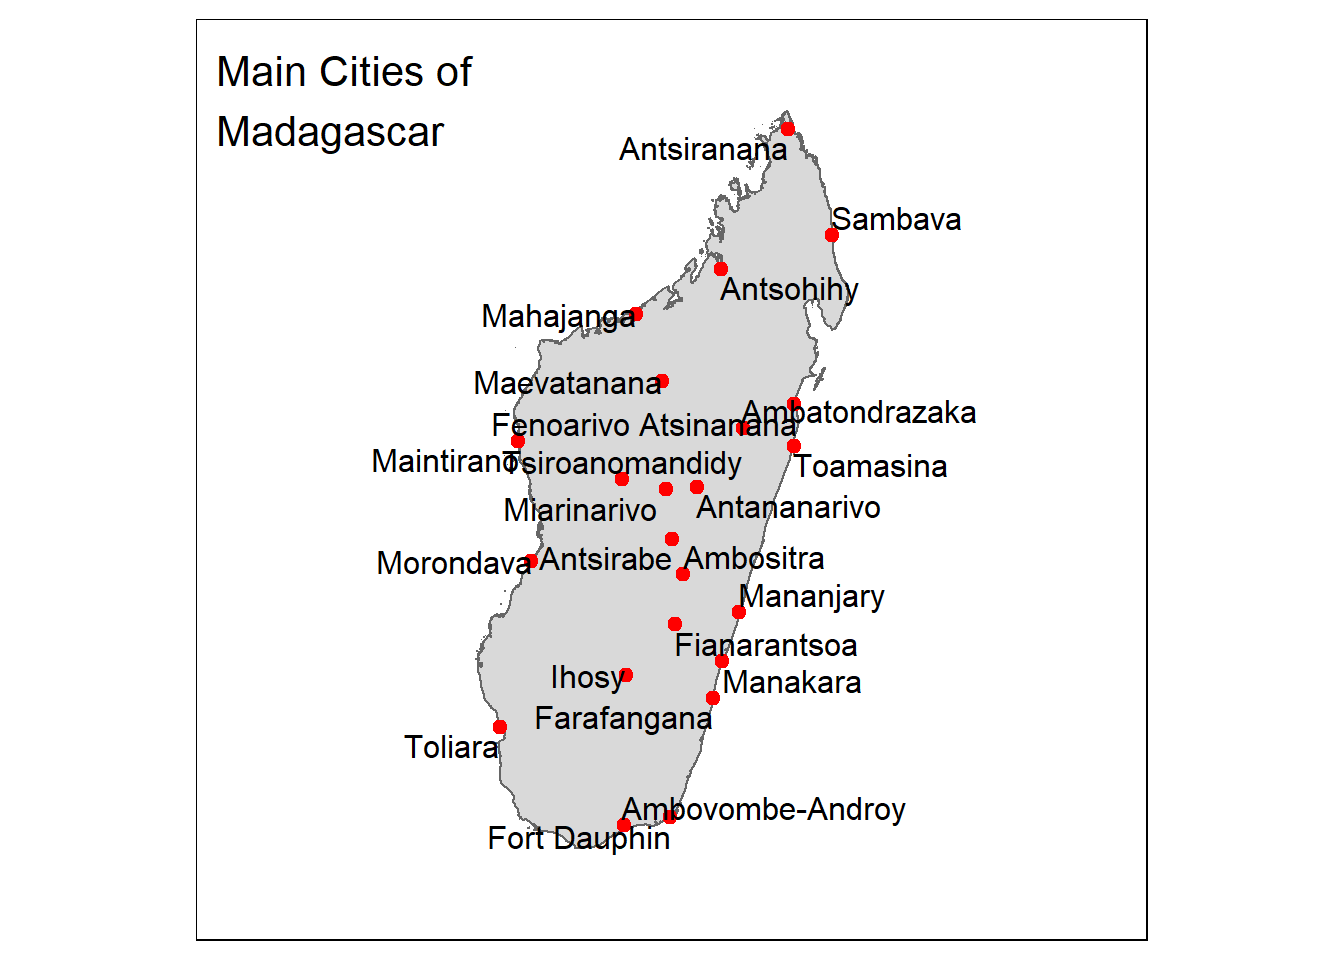 Main Cities of
Madagascar
Antsiranana
Sambava
Antsohihy
Mahajanga
Maevatanana
Ambatondrazaka
Fenoarivo Atsinanana
Maintirano
Tsiroanomandidy
Toamasina
Miarinarivo
Antananarivo
Morondava
Antsirabe
Ambositra
Mananjary
Fianarantsoa
Ihosy
Manakara
Farafangana
Toliara
Ambovombe-Androy
Fort Dauphin